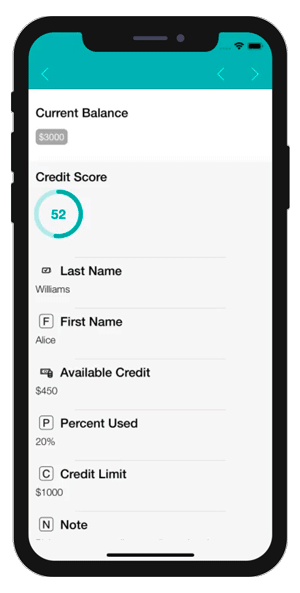 Current Balance
$3000
Credit Score
52
Last Name
Williams
F First Name
Alice
Available Credit
$450
P Percent Used
20%
C Credit Limit
$1000
N Note